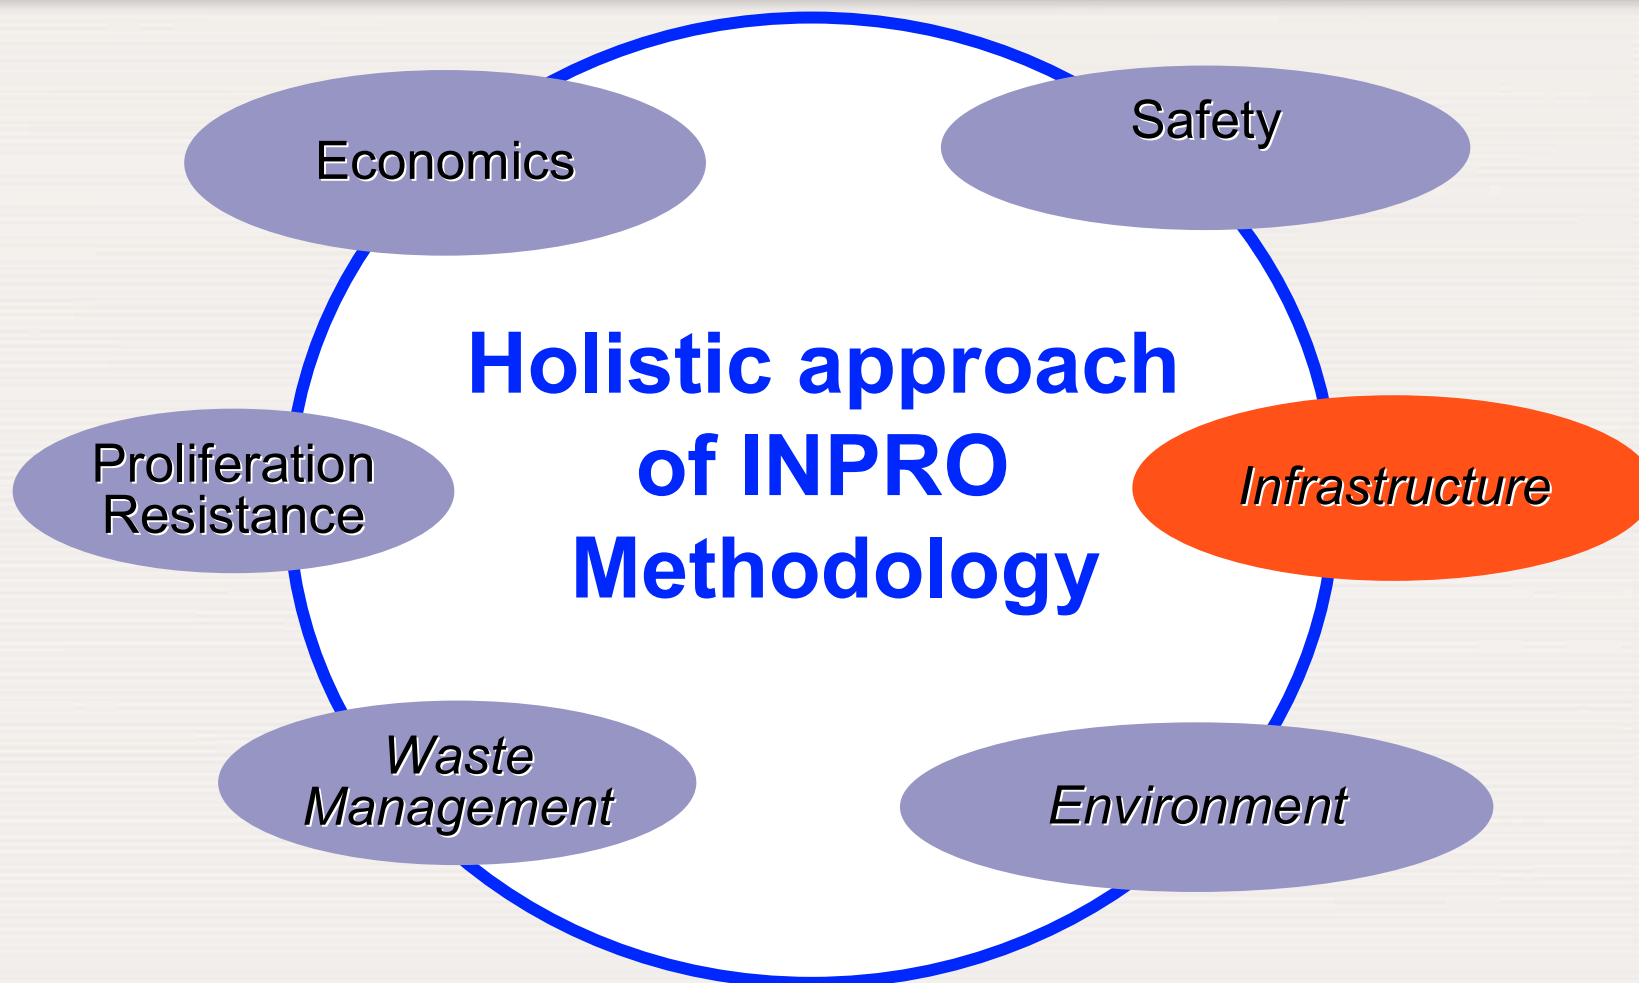 Economics
Safety
Holistic approach
of INPRO
Methodology
Proliferation
Resistance
Infrastructure
Waste
Management
Environment